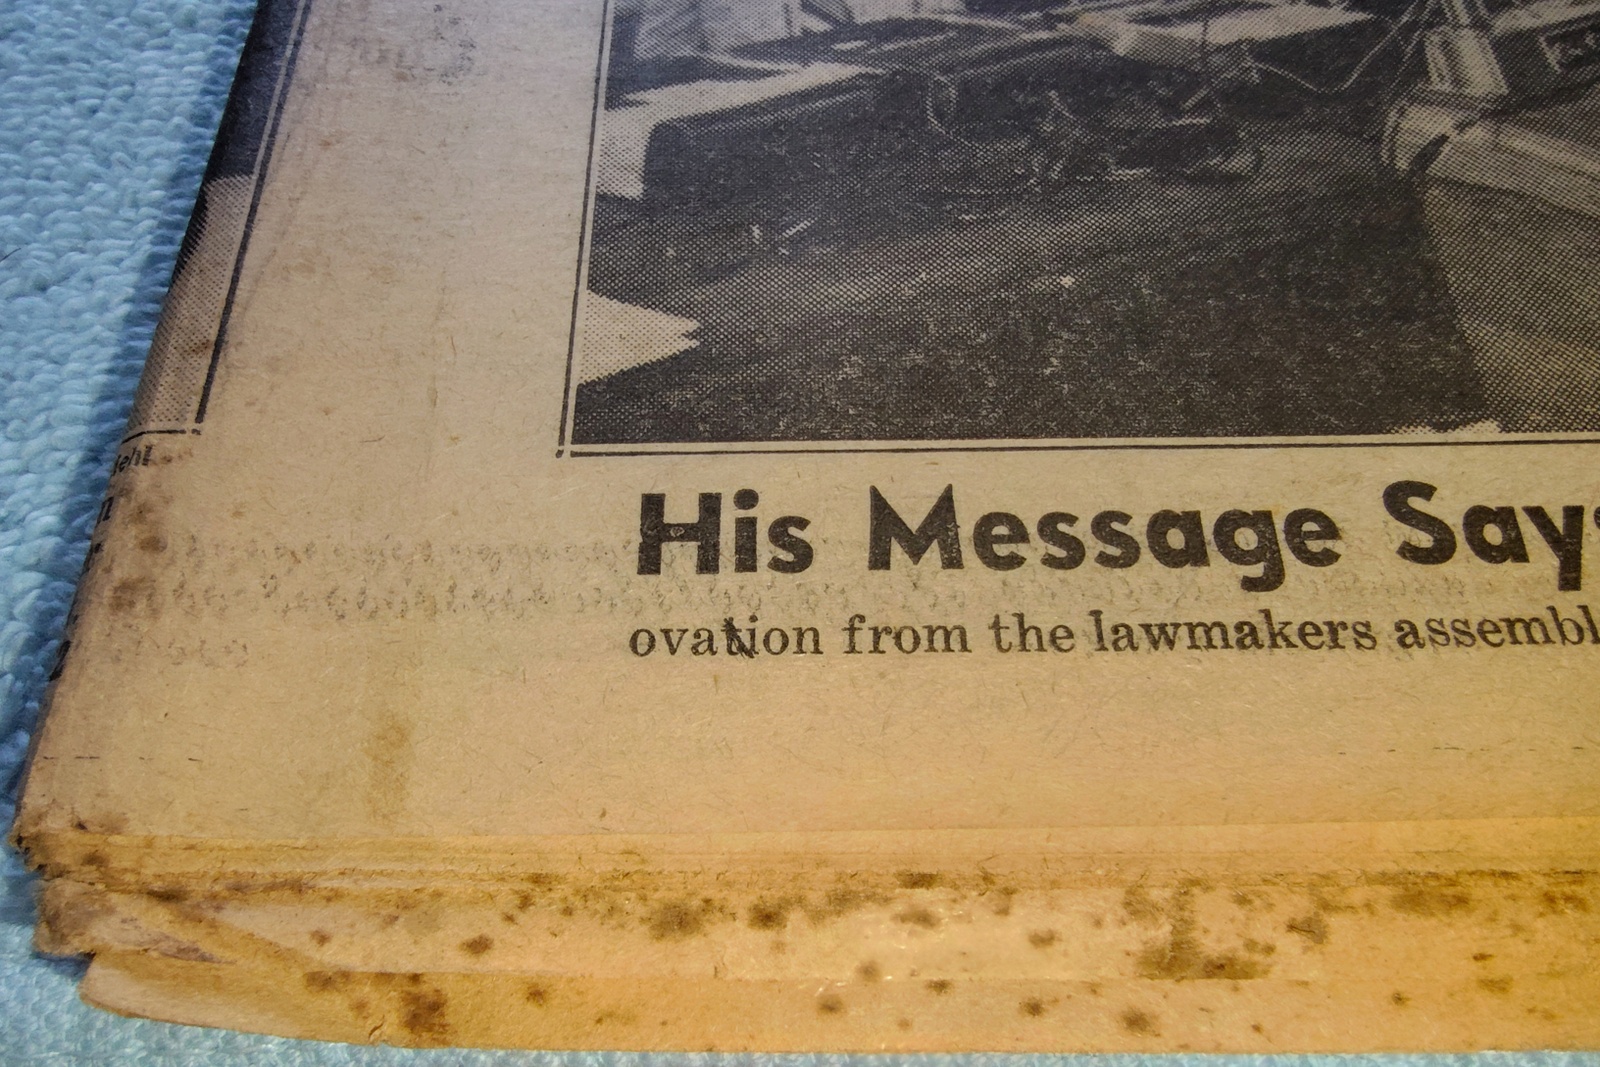 His Message Say
ovation from the lawmakers assembl